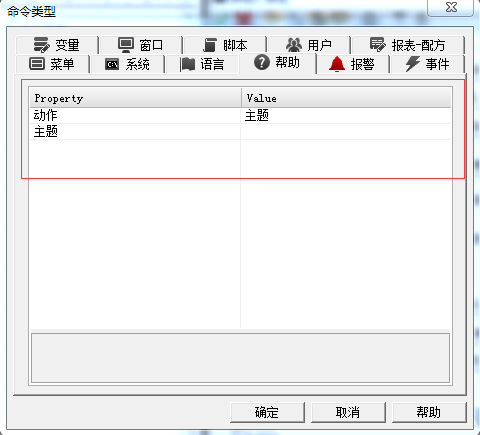 命令类型
变量 窗口 脚本 用户 报表-配方
菜单 系统 语言 帮助 报警 事件
Property Value
动作 主题
主题
确定 取消 帮助